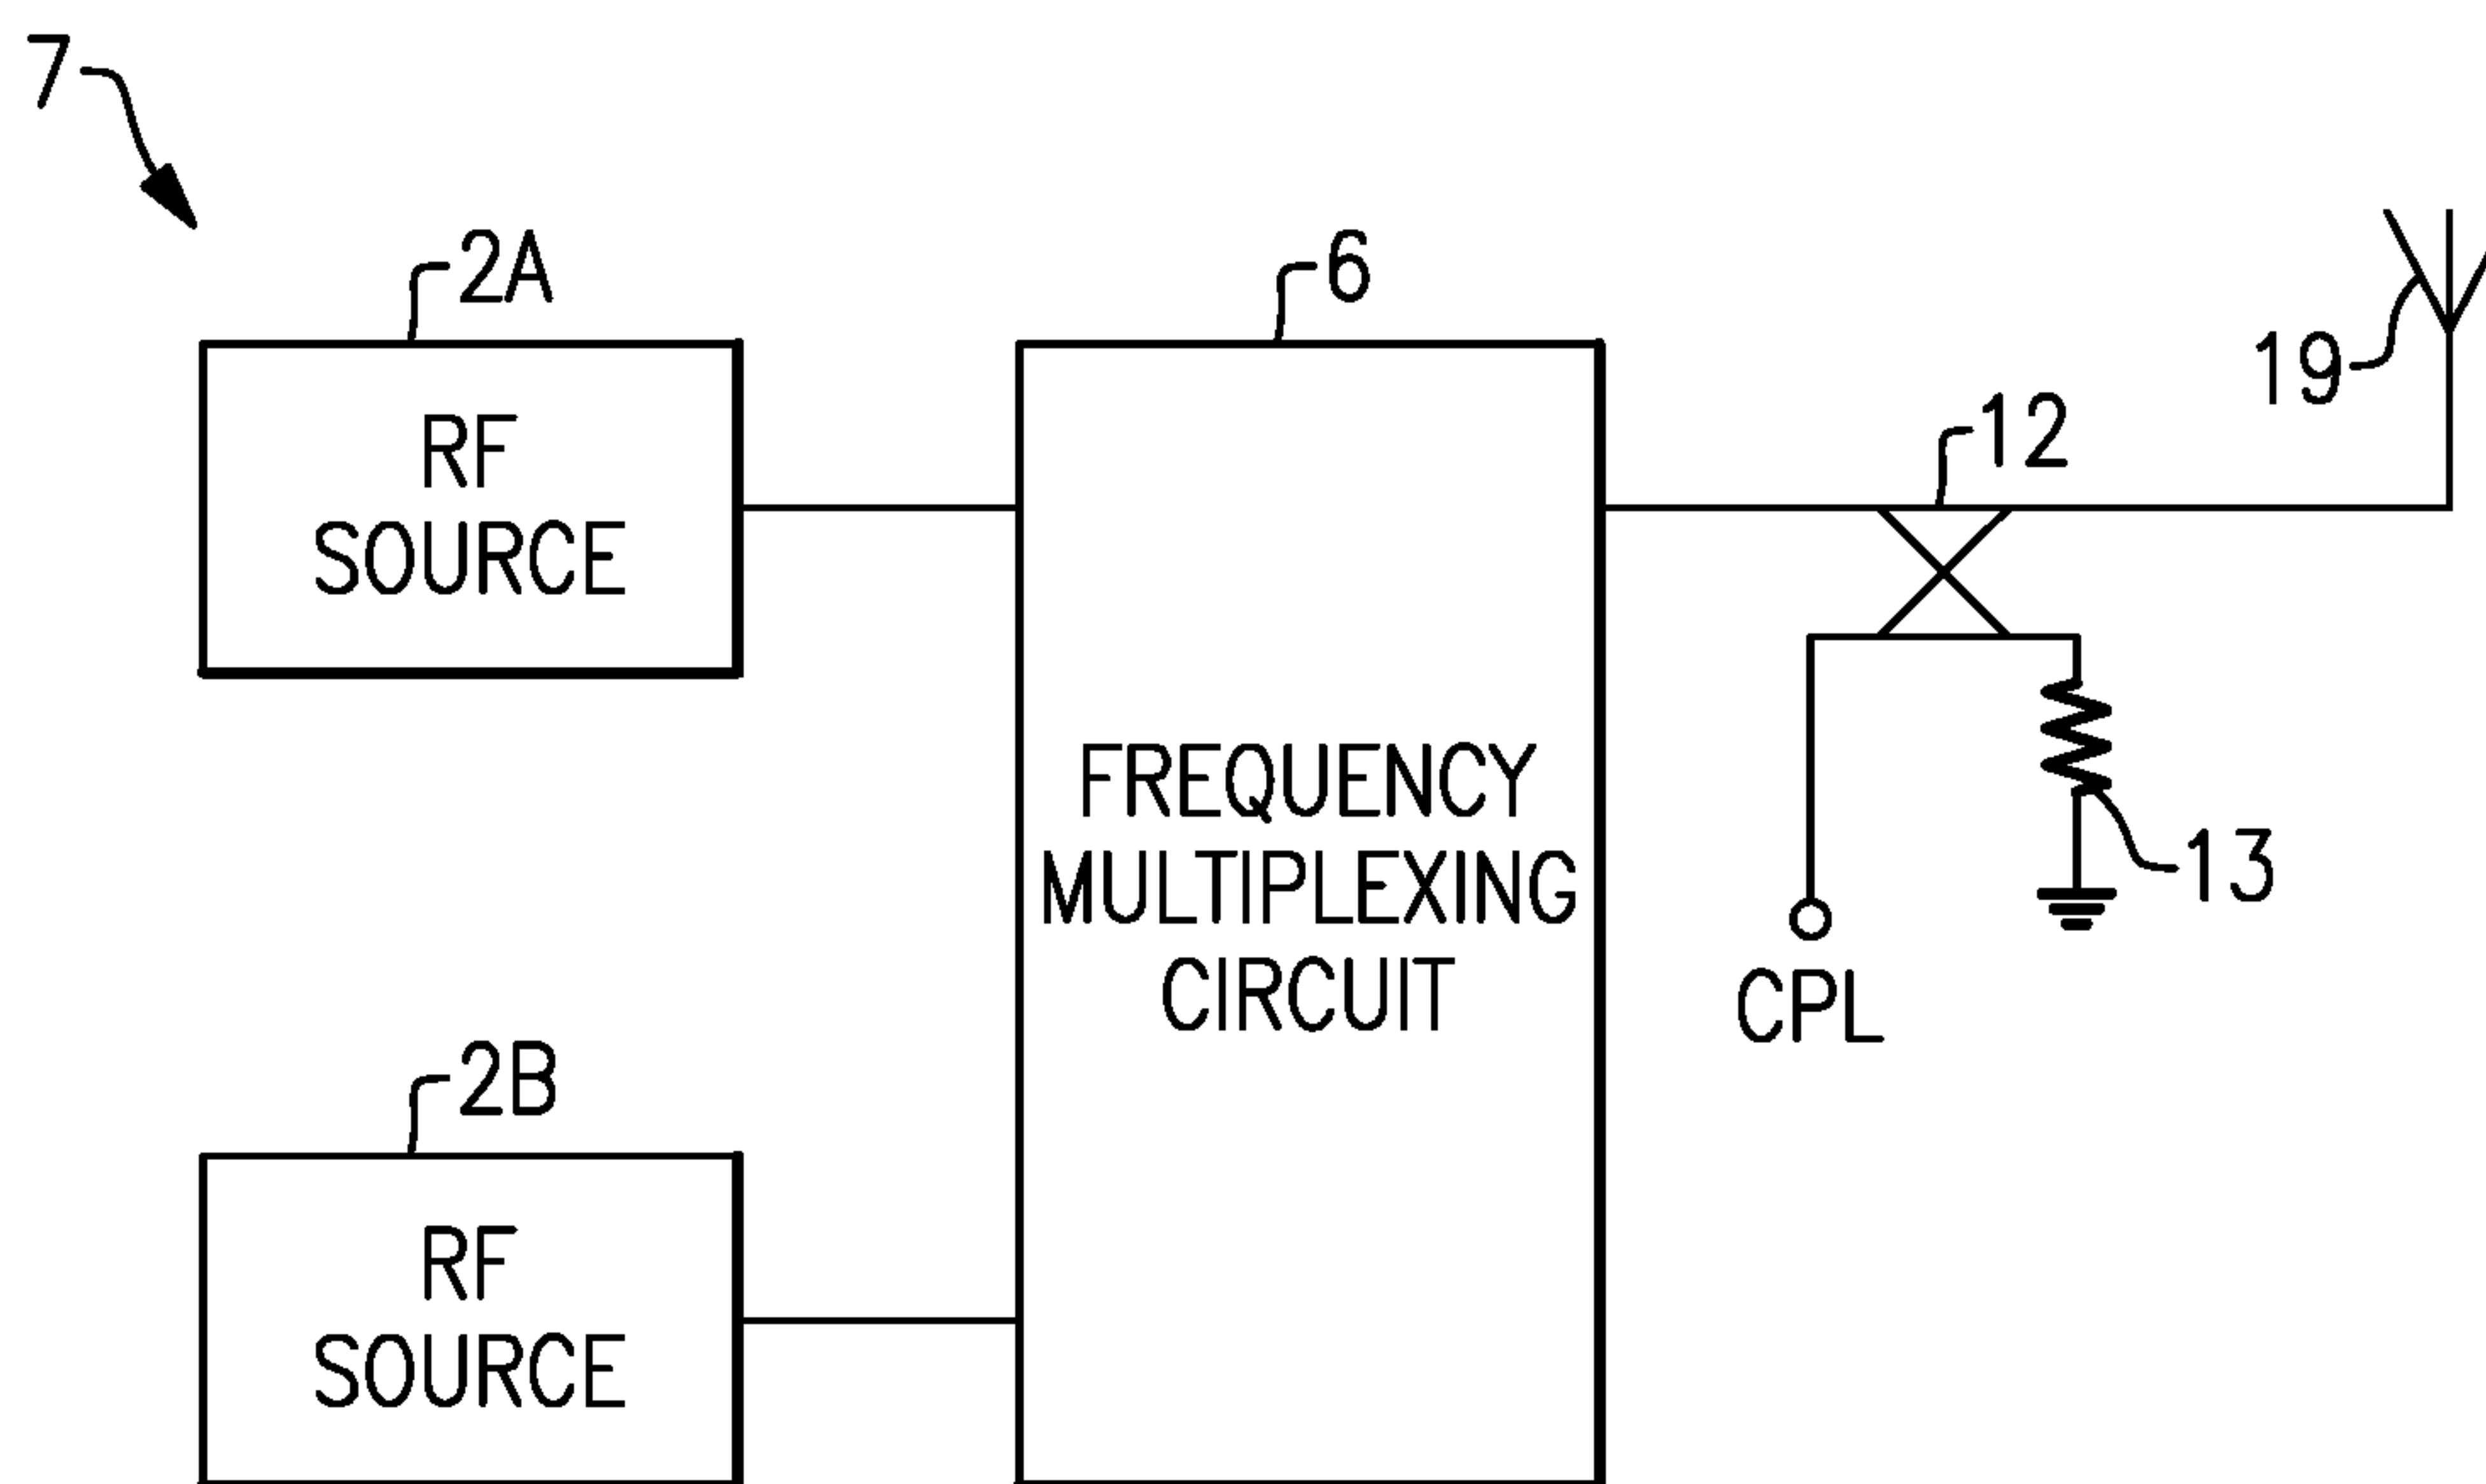 7
2A
6
19
12
RF
SOURCE
FREQUENCY
MULTIPLEXING
CIRCUIT
13
CPL
2B
RF
SOURCE